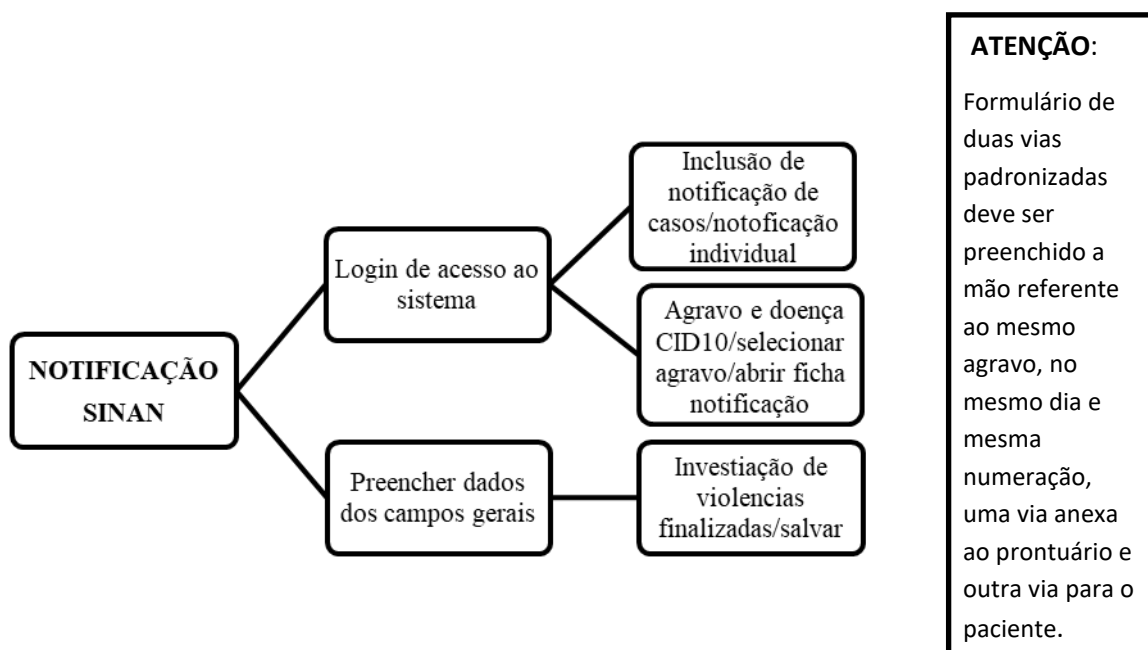 NOTIFICAÇÃO
SINAN
Login de acesso ao
sistema
Inclusão de
notificação de
casos/notoficação
individual
Agravo e doença
CID10/selecionar
agravo/abrir ficha
notificação
Preencher dados
dos campos gerais
Investiação de
violencias
finalizadas/salvar
ATENÇÃO:
Formulário de
duas vias
padronizadas
deve ser
preenchido a
mão referente
ao mesmo
agravo, no
mesmo dia e
mesma
numeração,
uma via anexa
ao prontuário e
outra via para o
paciente.